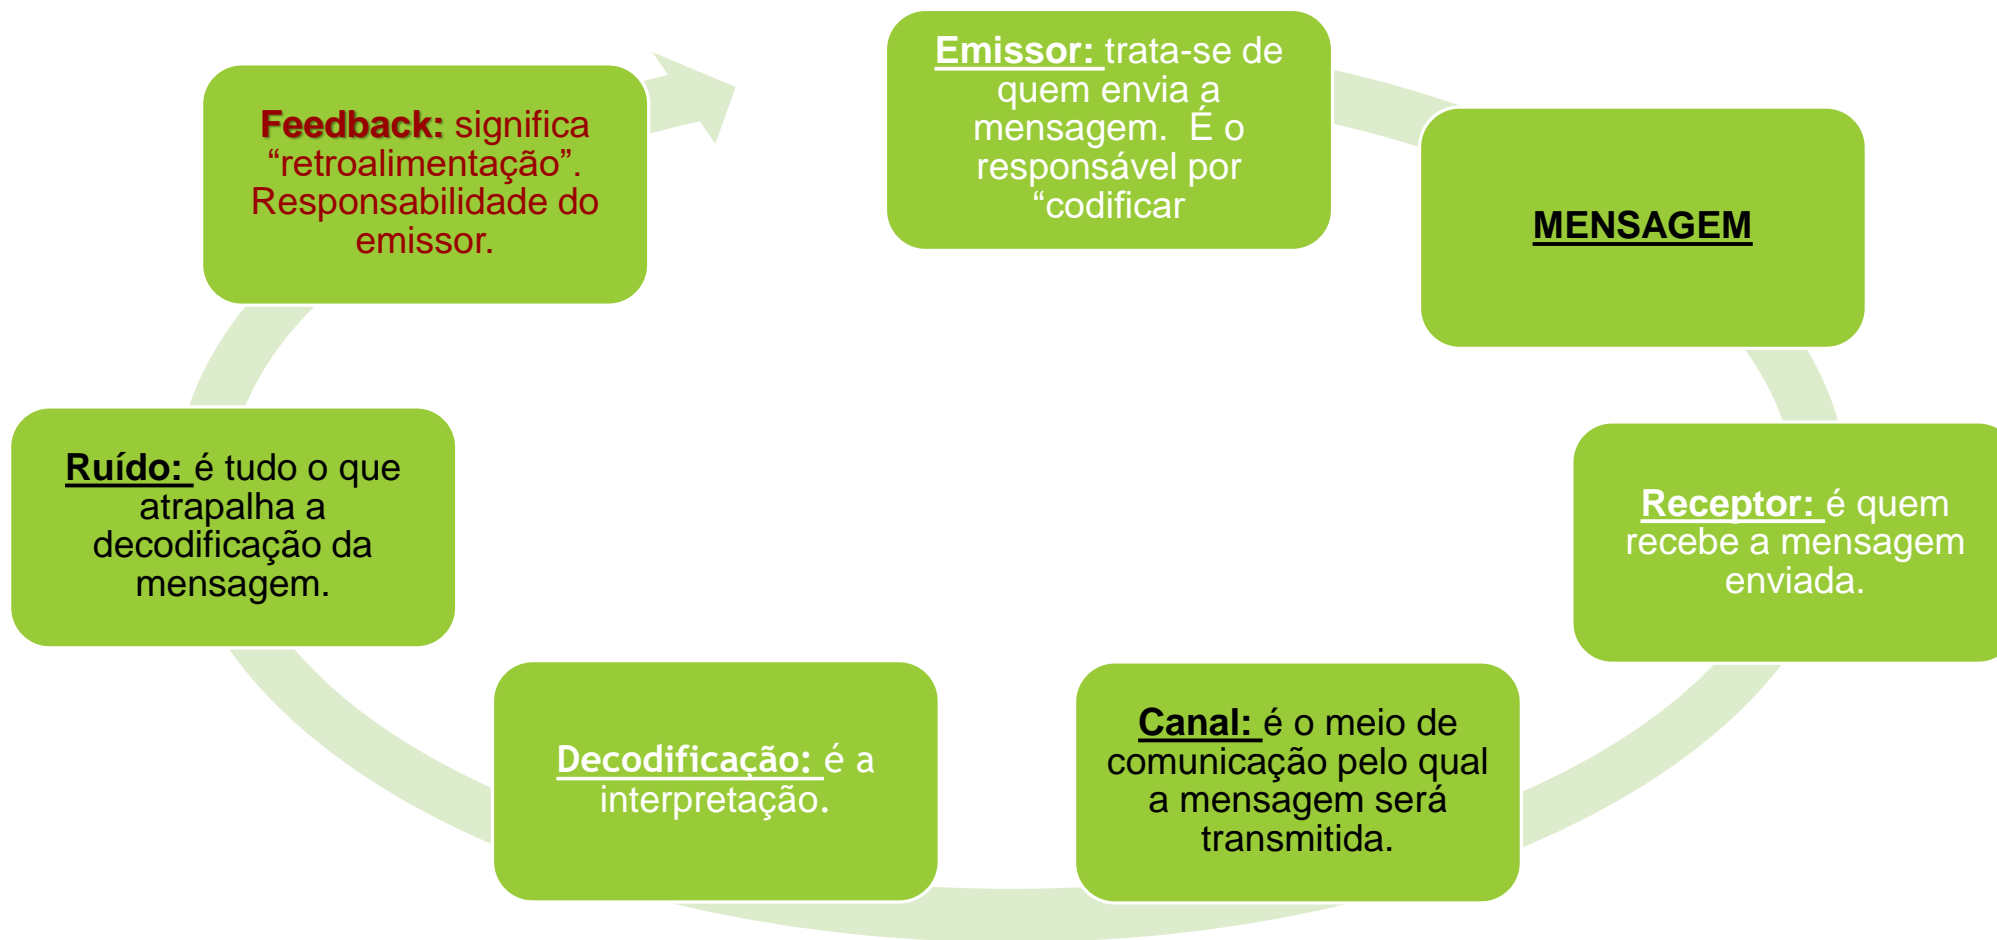 Emissor: trata-se de
quem envia a
mensagem.  É o
responsável por
“codificar
MENSAGEM
Receptor: é quem
recebe a mensagem
enviada.
Canal: é o meio de
comunicação pelo qual
a mensagem será
transmitida.
Decodificação: é a
interpretação.
Ruído: é tudo o que
atrapalha a
decodificação da
mensagem.
Feedback: significa
“retroalimentação”.
Responsabilidade do
emissor.